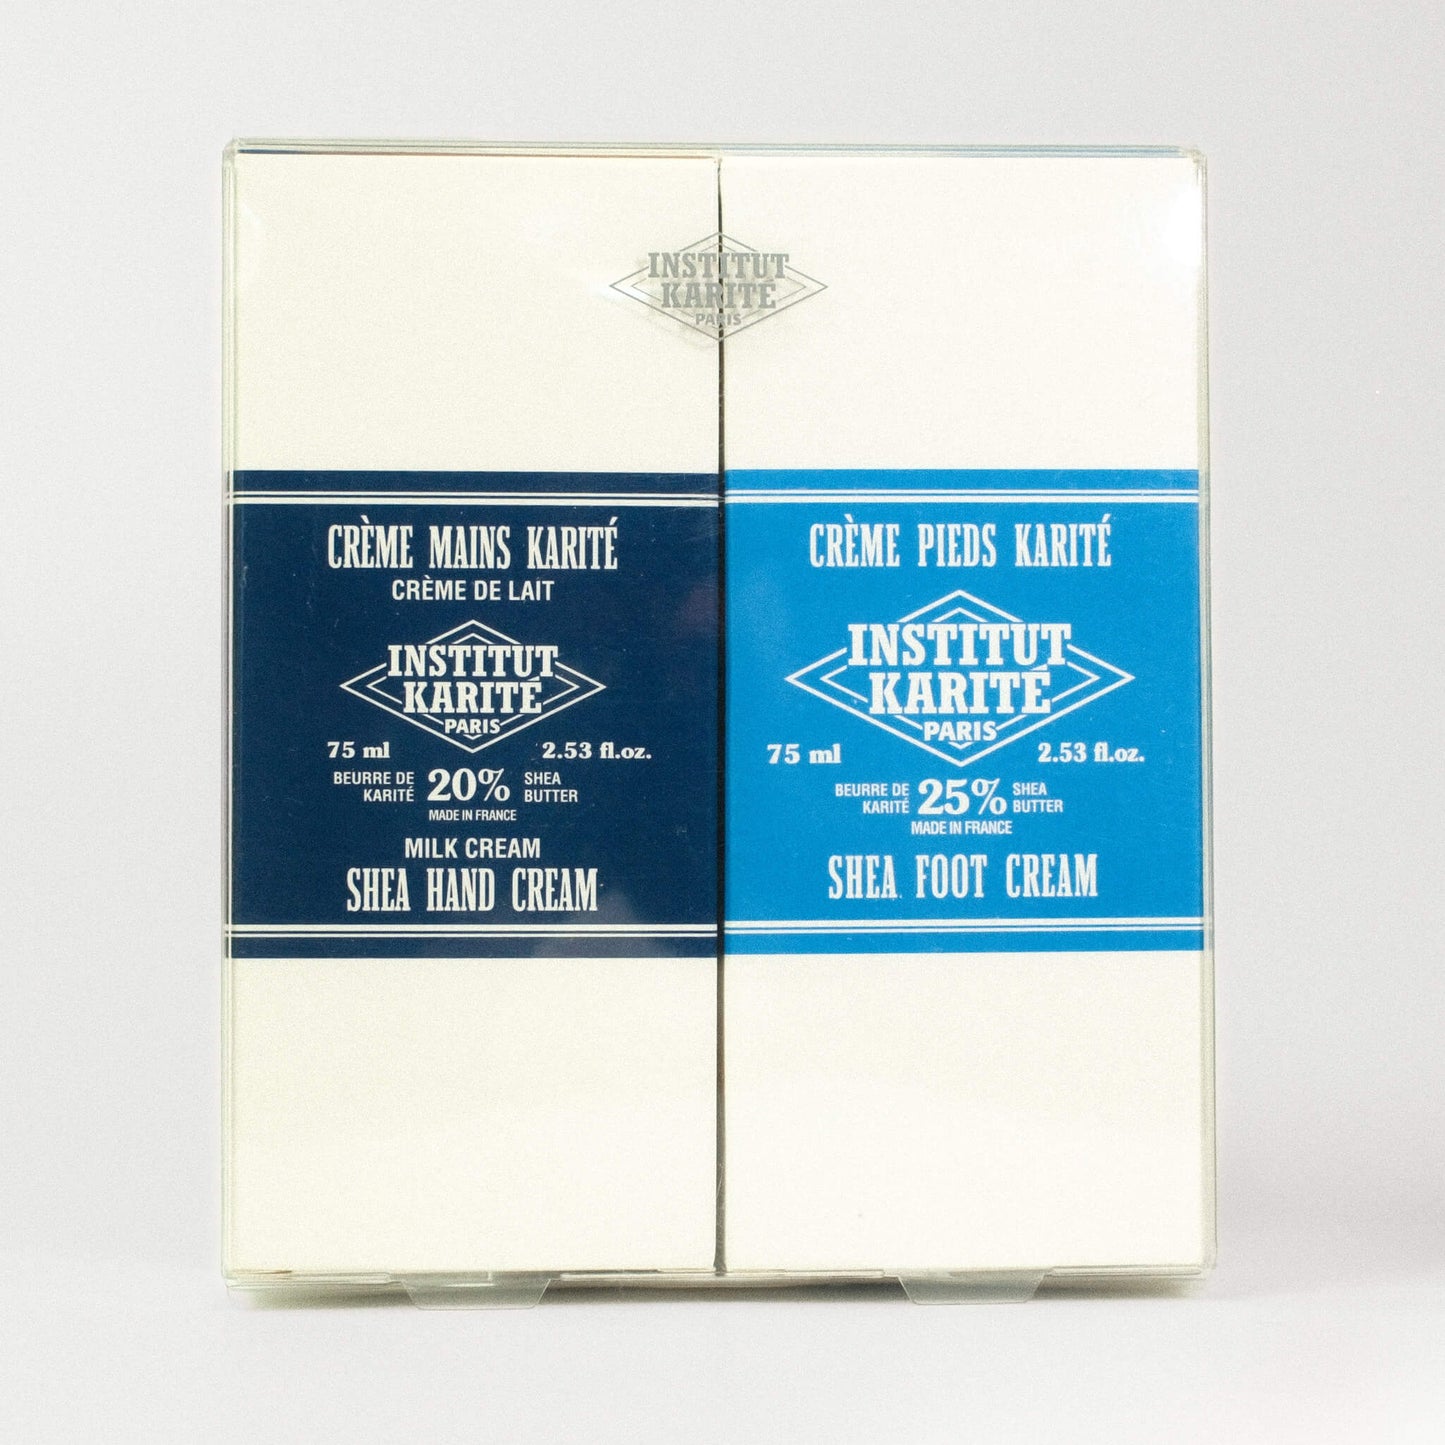 INSTITUT
KARITÉ
PARIS
CRÈME MAINS KARITÉ
CRÈME DE LAIT
INSTITUT
KARITÉ
PARIS
75 ml 2.53 fl.oz.
BEURRE DE
KARITÉ 20% SHEA
BUTTER
MADE IN FRANCE
MILK CREAM
SHEA HAND CREAM
CRÈME PIEDS KARITÉ
INSTITUT
KARITÉ
PARIS
75 ml 2.53 fl.oz.
BEURRE DE
KARITÉ 25% SHEA
BUTTER
MADE IN FRANCE
SHEA FOOT CREAM